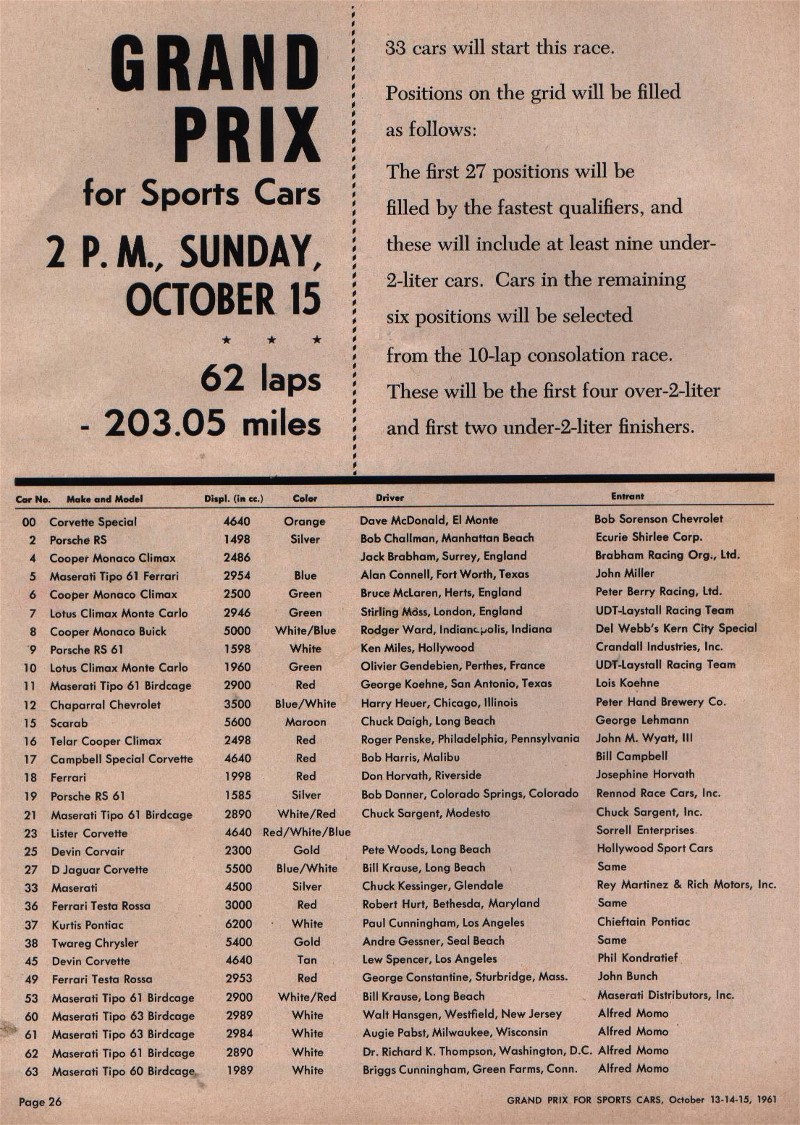 GRAND
PRIX
for Sports Cars
2 P. M., SUNDAY,
OCTOBER 15
★ ★ ★
62 laps
- 203.05 miles
33 cars will start this race.
Positions on the grid will be filled
as follows:
The first 27 positions will be
filled by the fastest qualifiers, and
these will include at least nine under-
2-liter cars. Cars in the remaining
six positions will be selected
from the 10-lap consolation race.
These will be the first four over-2-liter
and first two under-2-liter finishers.
Car No. Make and Model Displ. (in cc.) Color Driver Entrant
00 Corvette Special 4640 Orange Dave McDonald, El Monte Bob Sorenson Chevrolet
2 Porsche RS 1498 Silver Bob Challman, Manhattan Beach Ecurie Shirlee Corp.
4 Cooper Monaco Climax 2486 Jack Brabham, Surrey, England Brabham Racing Org., Ltd.
5 Maserati Tipo 61 Ferrari 2954 Blue Alan Connell, Fort Worth, Texas John Miller
6 Cooper Monaco Climax 2500 Green Bruce McLaren, Herts, England Peter Berry Racing, Ltd.
7 Lotus Climax Monte Carlo 2946 Green Stirling Moss, London, England UDT-Laystall Racing Team
8 Cooper Monaco Buick 5000 White/Blue Rodger Ward, Indianapolis, Indiana Del Webb's Kern City Special
9 Porsche RS 61 1598 White Ken Miles, Hollywood Crandall Industries, Inc.
10 Lotus Climax Monte Carlo 1960 Green Olivier Gendebien, Perthes, France UDT-Laystall Racing Team
11 Maserati Tipo 61 Birdcage 2900 Red George Koehne, San Antonio, Texas Lois Koehne
12 Chaparral Chevrolet 3500 Blue/White Harry Heuer, Chicago, Illinois Peter Hand Brewery Co.
15 Scarab 5600 Maroon Chuck Daigh, Long Beach George Lehmann
16 Telar Cooper Climax 2498 Red Roger Penske, Philadelphia, Pennsylvania John M. Wyatt, III
17 Campbell Special Corvette 4640 Red Bob Harris, Malibu Bill Campbell
18 Ferrari 1998 Red Don Horvath, Riverside Josephine Horvath
19 Porsche RS 61 1585 Silver Bob Donner, Colorado Springs, Colorado Rennod Race Cars, Inc.
21 Maserati Tipo 61 Birdcage 2890 White/Red Chuck Sargent, Modesto Chuck Sargent, Inc.
23 Lister Corvette 4640 Red/White/Blue Sorrell Enterprises
25 Devin Corvair 2300 Gold Pete Woods, Long Beach Hollywood Sport Cars
27 D Jaguar Corvette 5500 Blue/White Bill Krause, Long Beach Same
33 Maserati 4500 Silver Chuck Kessinger, Glendale Rey Martinez & Rich Motors, Inc.
36 Ferrari Testa Rossa 3000 Red Robert Hurt, Bethesda, Maryland Same
37 Kurtis Pontiac 6200 White Paul Cunningham, Los Angeles Chieftain Pontiac
38 Twareg Chrysler 5400 Gold Andre Gessner, Seal Beach Same
45 Devin Corvette 4640 Tan Lew Spencer, Los Angeles Phil Kondratief
49 Ferrari Testa Rossa 2953 Red George Constantine, Sturbridge, Mass. John Bunch
53 Maserati Tipo 61 Birdcage 2900 White/Red Bill Krause, Long Beach Maserati Distributors, Inc.
60 Maserati Tipo 63 Birdcage 2989 White Walt Hansgen, Westfield, New Jersey Alfred Momo
61 Maserati Tipo 63 Birdcage 2984 White Augie Pabst, Milwaukee, Wisconsin Alfred Momo
62 Maserati Tipo 61 Birdcage 2890 White Dr. Richard K. Thompson, Washington, D.C. Alfred Momo
63 Maserati Tipo 60 Birdcage 1989 White Briggs Cunningham, Green Farms, Conn. Alfred Momo
Page 26
GRAND PRIX FOR SPORTS CARS, October 13-14-15, 1961